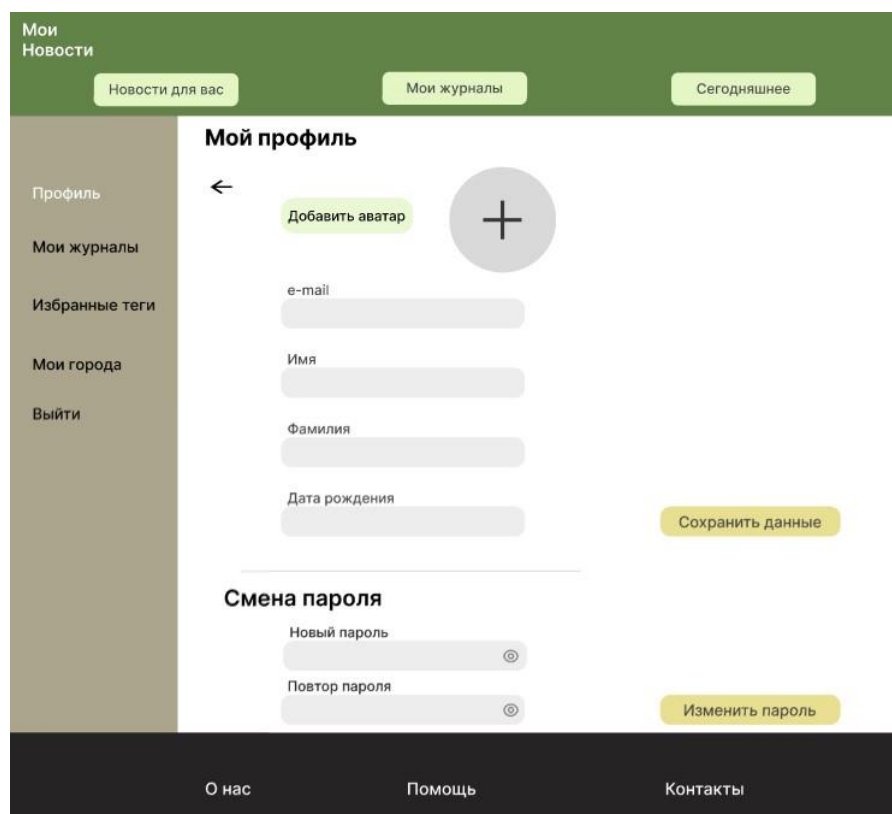 Мои
Новости
Новости для вас
Мои журналы
Сегодняшнее
Мой профиль
Профиль
Добавить аватар
Мои журналы
e-mail
Избранные теги
Имя
Мои города
Выйти
Фамилия
Дата рождения
Сохранить данные
Смена пароля
Новый пароль
Повтор пароля
Изменить пароль
О нас
Помощь
Контакты